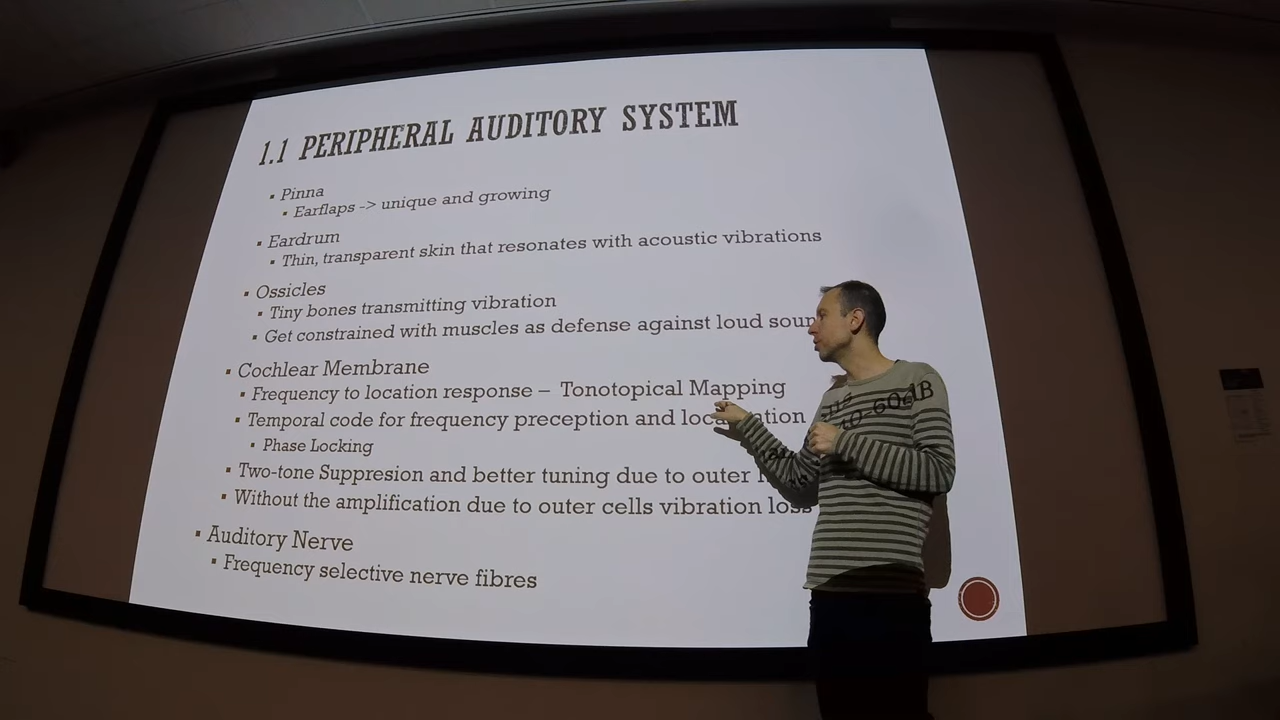 1.1 PERIPHERAL AUDITORY SYSTEM
▪ Pinna
▪ Earflaps -> unique and growing
▪ Eardrum
▪ Thin, transparent skin that resonates with acoustic vibrations
▪ Ossicles
▪ Tiny bones transmitting vibration
▪ Get constrained with muscles as defense against loud
▪ Cochlear Membrane
▪ Frequency to location response – Tonotopical Mapping
▪ Temporal code for frequency preception and
▪ Phase Locking
▪ Two-tone Suppresion and better tuning due to outer
▪ Without the amplification due to outer cells vibration loss
40-60dB
▪ Auditory Nerve
▪ Frequency selective nerve fibres